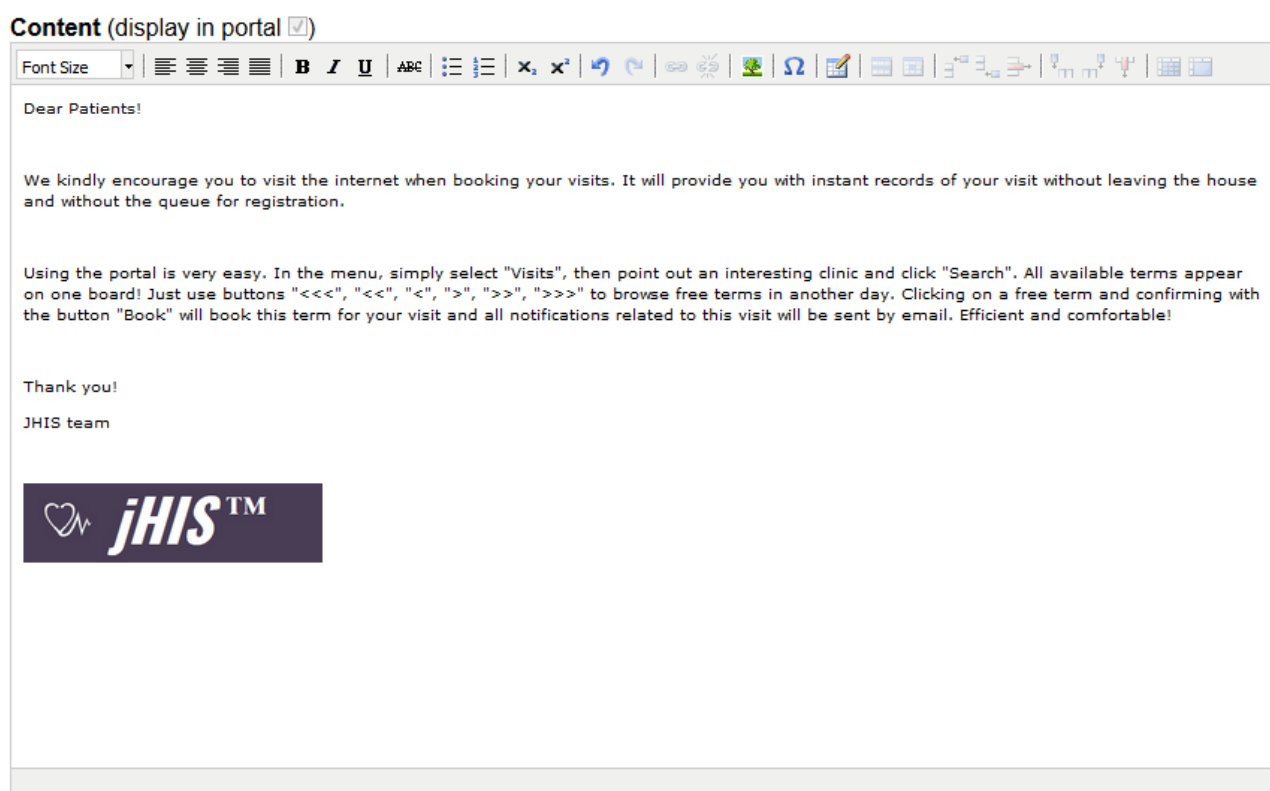 Content (display in portal ☑)
Font Size B I U ABC x₂ x² Ω
Dear Patients!
We kindly encourage you to visit the internet when booking your visits. It will provide you with instant records of your visit without leaving the house
and without the queue for registration.
Using the portal is very easy. In the menu, simply select "Visits", then point out an interesting clinic and click "Search". All available terms appear
on one board! Just use buttons "<<<", "<<", "<", ">", ">>", ">>>" to browse free terms in another day. Clicking on a free term and confirming with
the button "Book" will book this term for your visit and all notifications related to this visit will be sent by email. Efficient and comfortable!
Thank you!
JHIS team
jHIS™